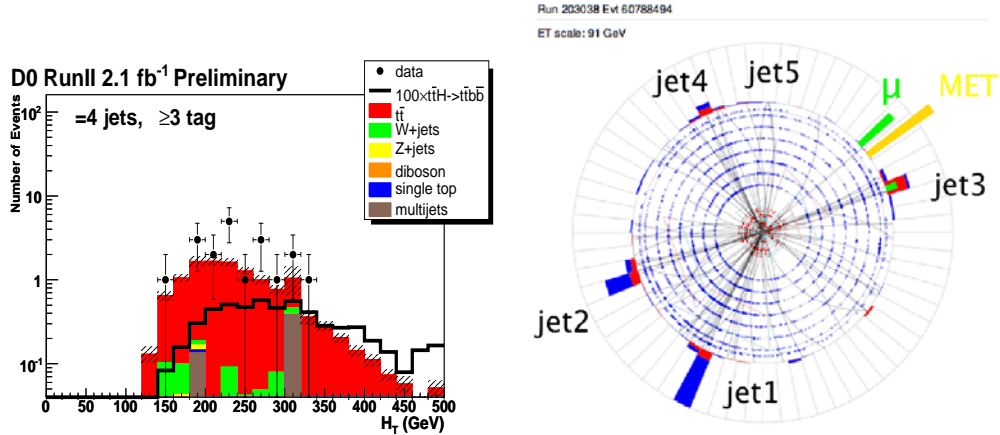 D0 RunII 2.1 fb⁻¹ Preliminary
=4 jets, ≥3 tag
Number of Events
10²
10
1
10⁻¹
0 50 100 150 200 250 300 350 400 450 500
H_T (GeV)
data
100×tt̄H->tt̄bb̄
tt̄
W+jets
Z+jets
diboson
single top
multijets
Run 203038 Evt 60788494
ET scale: 91 GeV
jet4
jet5
μ
MET
jet3
jet2
jet1